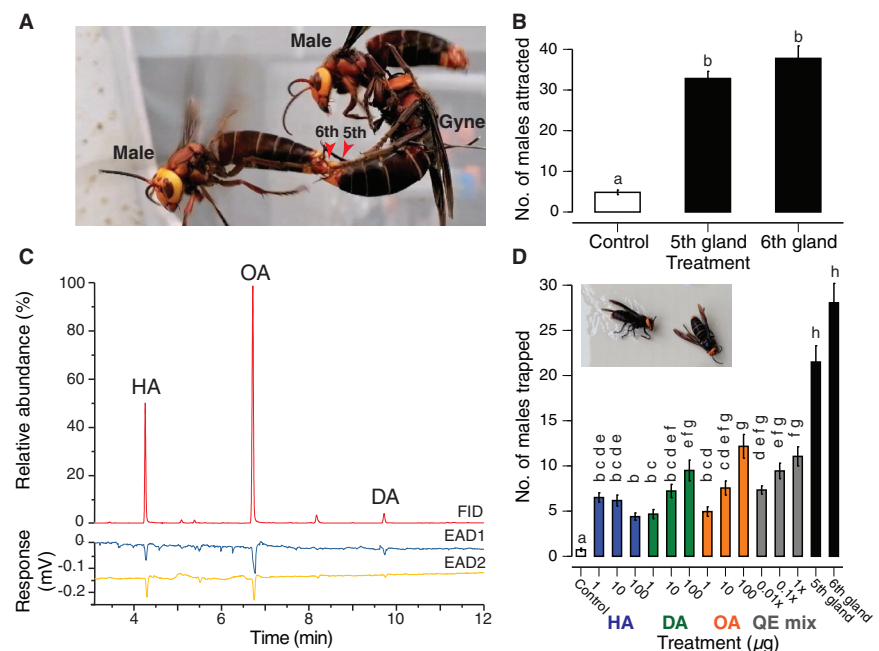 A
Male
Male
6th 5th
Gyne
B
No. of males attracted
40
30
20
10
0
a
b
b
Control
5th gland
6th gland
Treatment
C
Relative abundance (%)
100
80
60
40
20
0
HA
OA
DA
FID
EAD1
EAD2
Response
(mV)
0
-0.1
-0.2
4
6
8
10
12
Time (min)
D
No. of males trapped
30
25
20
15
10
5
0
a
b c d e
b c d e
b
b c
b c d e f
e f g
b c d
c d e f g
g
d e f g
e f g
f g
h
h
Control
1
10
100
1
10
100
1
10
100
0.01x
0.1x
1x
5th gland
6th gland
HA
DA
OA
QE mix
Treatment (µg)